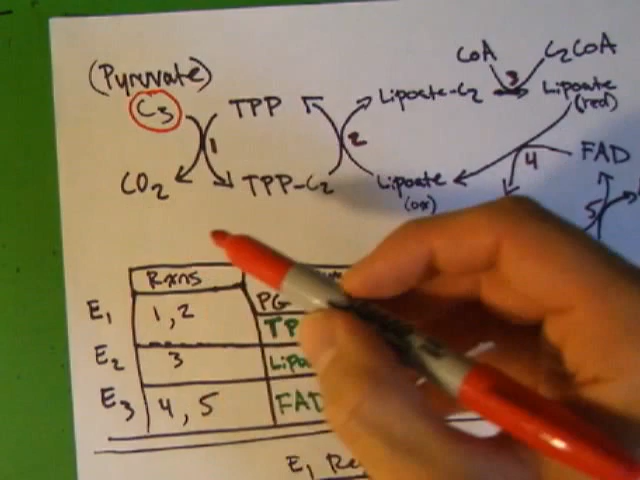 (Pyruvate)
C3
TPP
1
CO2
TPP-C2
2
Lipoate-C2
CoA
C2CoA
3
Lipoate
(red)
Lipoate
(ox)
4
FAD
5
Rxns
PG
E1
1, 2
TP
E2
3
Lipo
E3
4, 5
FAD
E1 Re